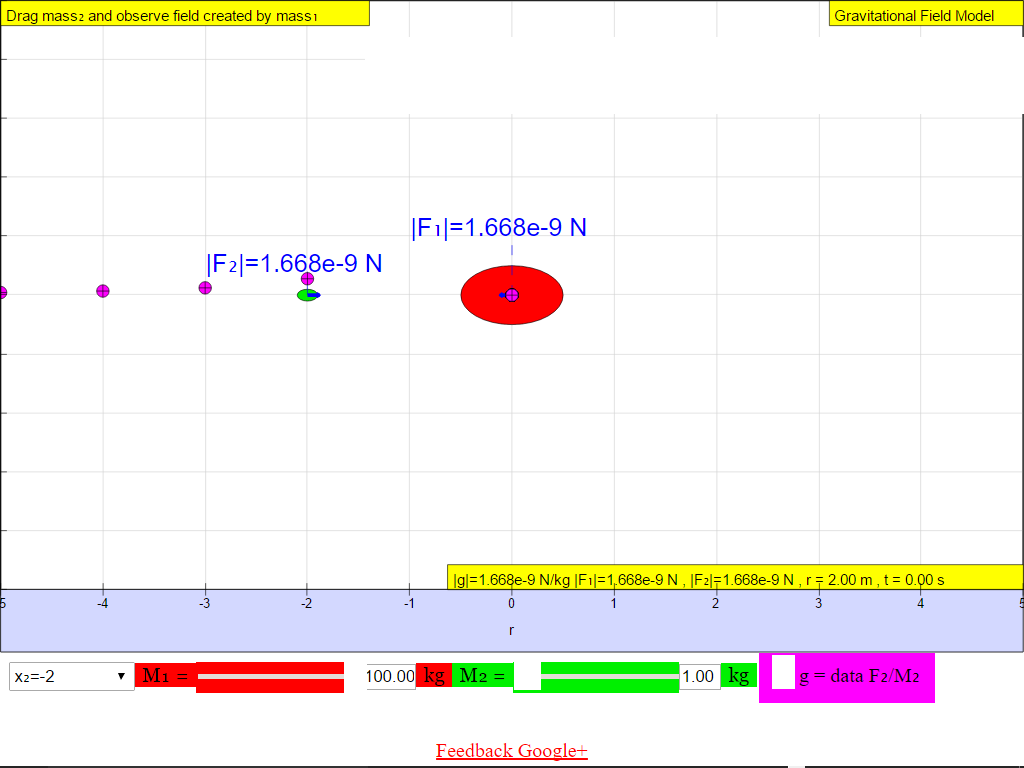 Drag mass₂ and observe field created by mass₁
Gravitational Field Model
|F₁|=1.668e-9 N
|F₂|=1.668e-9 N
|g|=1.668e-9 N/kg |F₁|=1.668e-9 N , |F₂|=1.668e-9 N , r = 2.00 m , t = 0.00 s
5 -4 -3 -2 -1 0 1 2 3 4 5
r
x₂=-2 ▼ M₁ = 100.00 kg M₂ = 1.00 kg g = data F₂/M₂
Feedback Google+